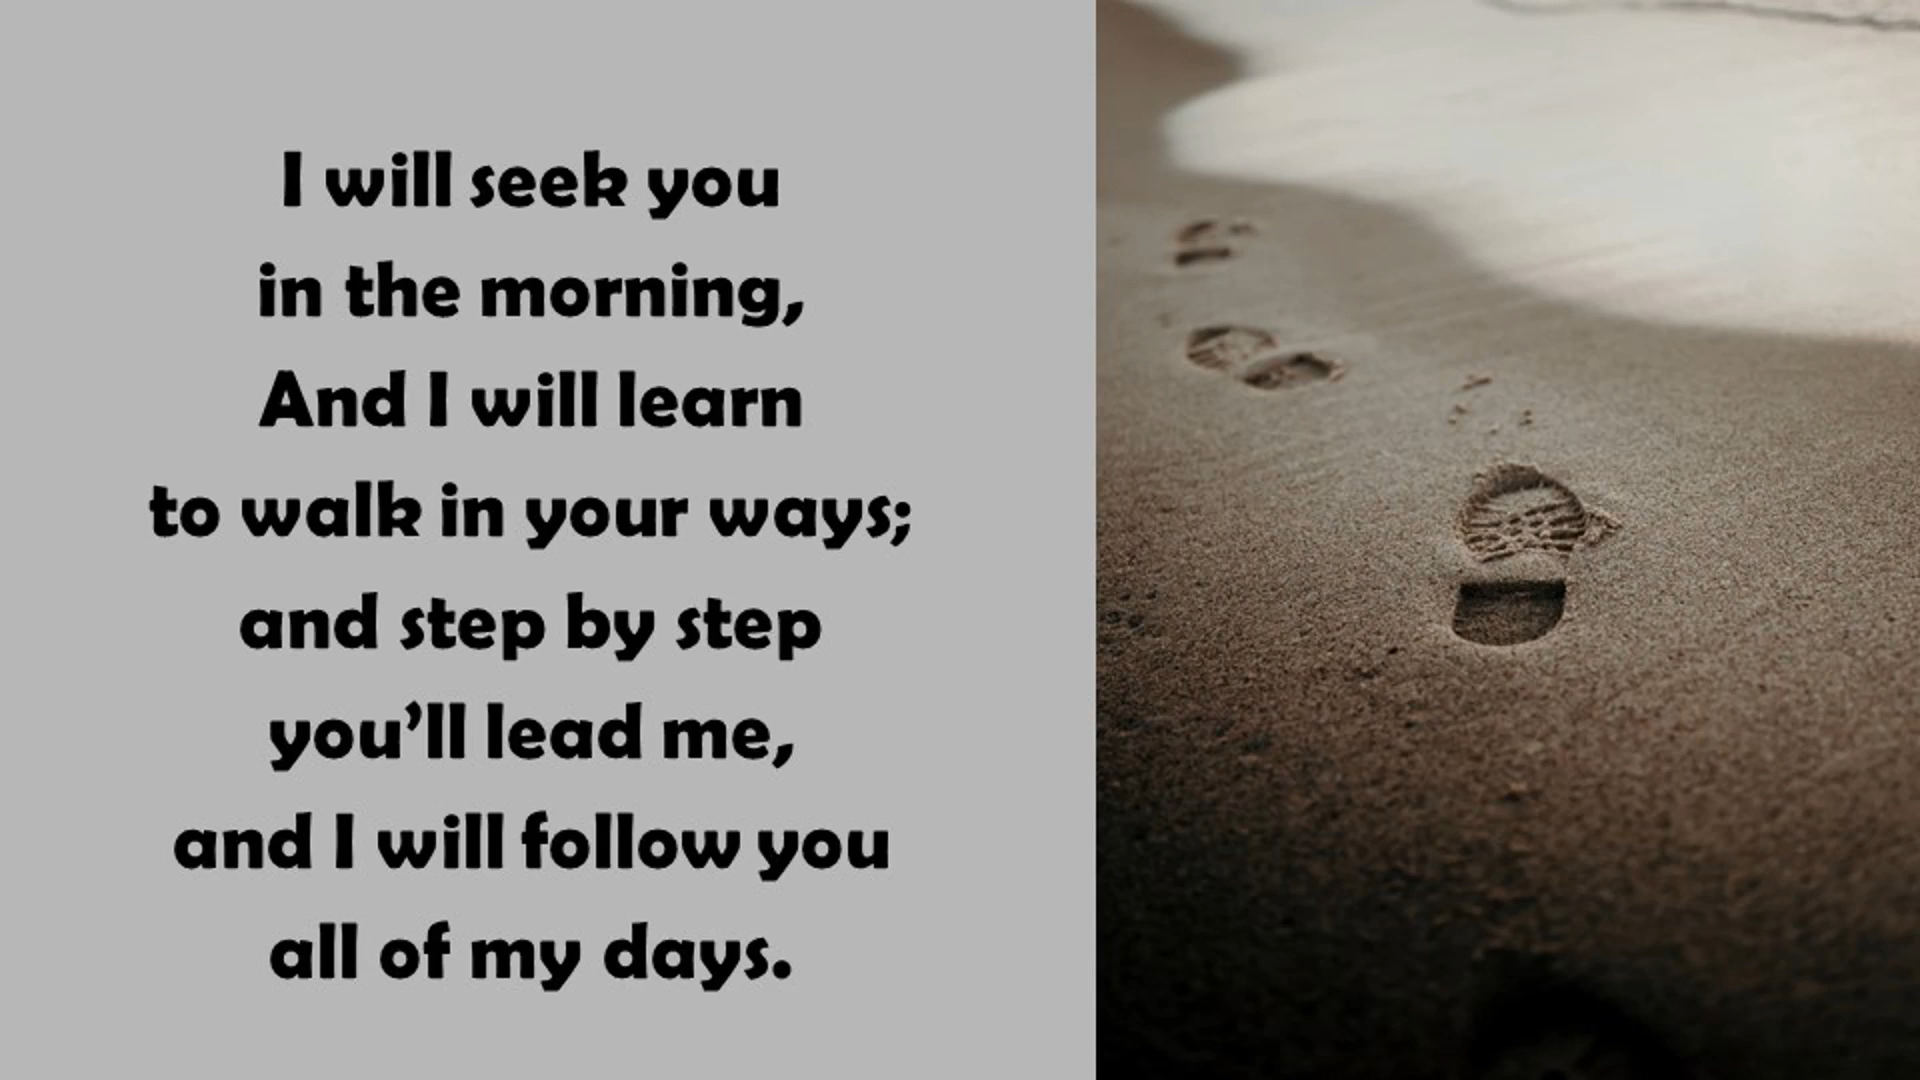 I will seek you
in the morning,
And I will learn
to walk in your ways;
and step by step
you’ll lead me,
and I will follow you
all of my days.